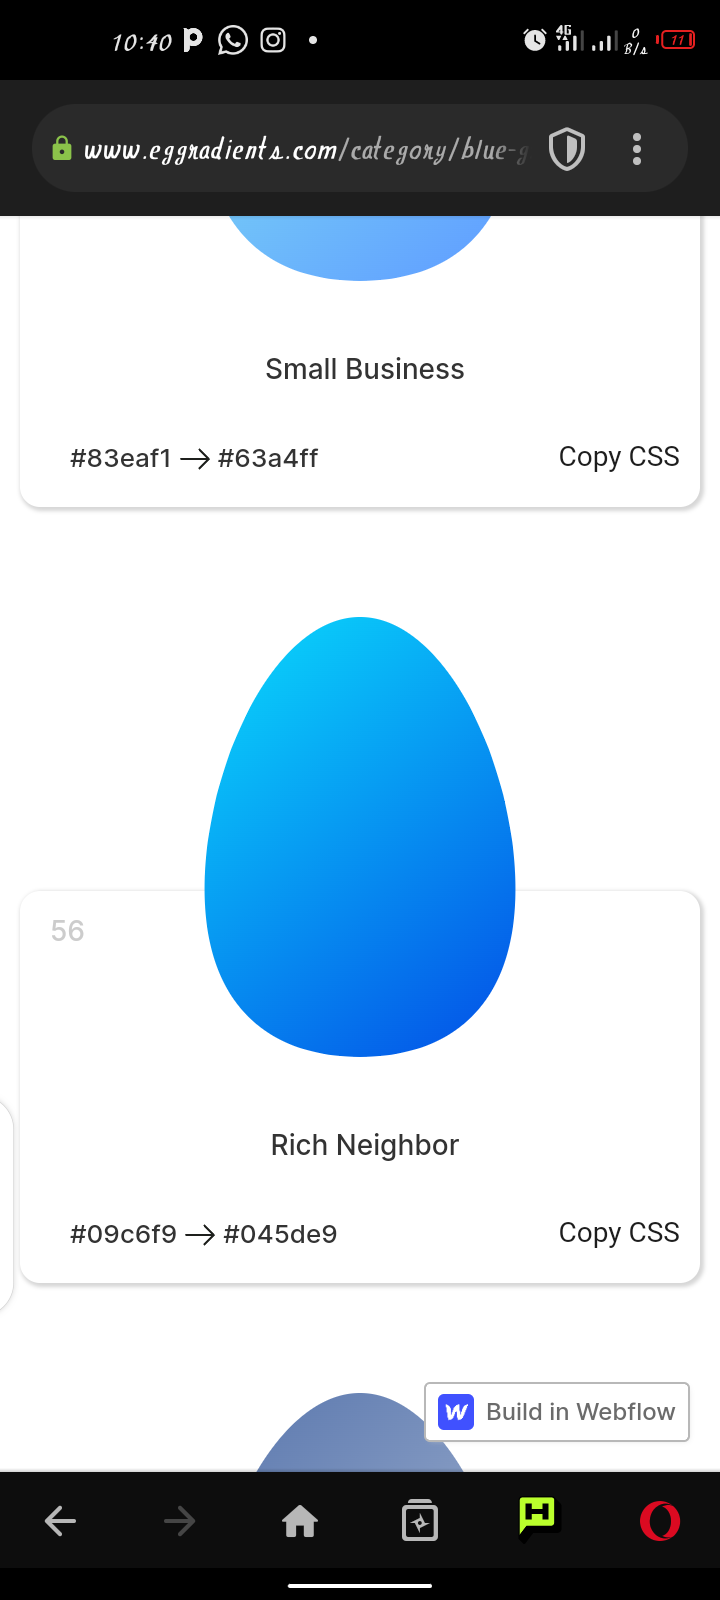 10:40
4G
0
B/s
11
www.eggradients.com/category/blue-g
Small Business
#83eaf1 → #63a4ff
Copy CSS
56
Rich Neighbor
#09c6f9 → #045de9
Copy CSS
Build in Webflow